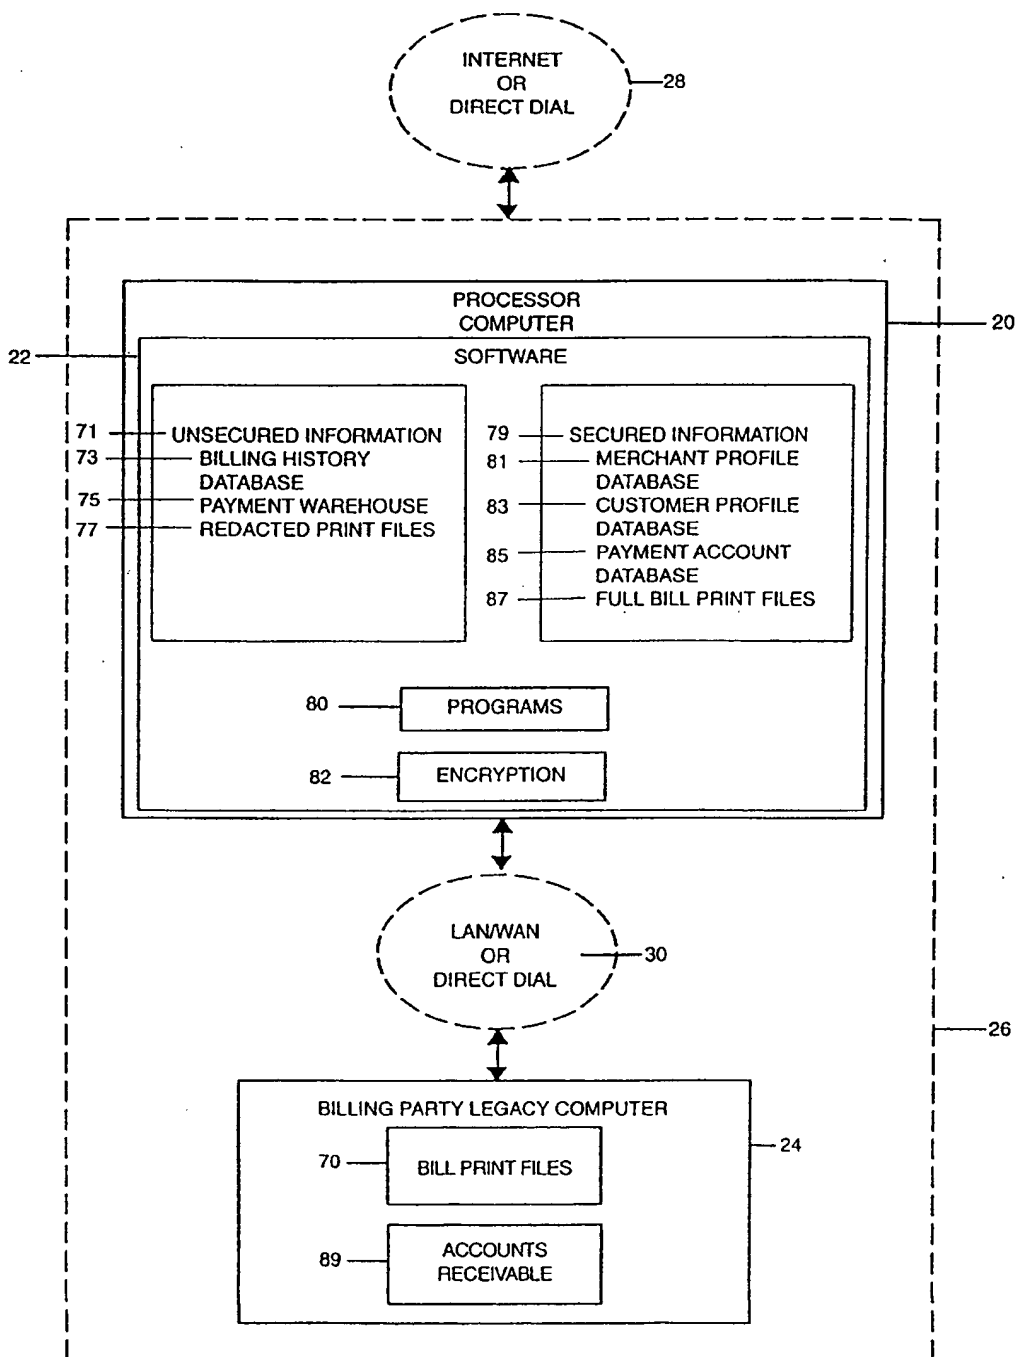 INTERNET
OR
DIRECT DIAL
28
PROCESSOR
COMPUTER
20
22
SOFTWARE
71
UNSECURED INFORMATION
73
BILLING HISTORY
DATABASE
75
PAYMENT WAREHOUSE
77
REDACTED PRINT FILES
79
SECURED INFORMATION
81
MERCHANT PROFILE
DATABASE
83
CUSTOMER PROFILE
DATABASE
85
PAYMENT ACCOUNT
DATABASE
87
FULL BILL PRINT FILES
80
PROGRAMS
82
ENCRYPTION
LAN/WAN
OR
DIRECT DIAL
30
26
BILLING PARTY LEGACY COMPUTER
24
70
BILL PRINT FILES
89
ACCOUNTS
RECEIVABLE